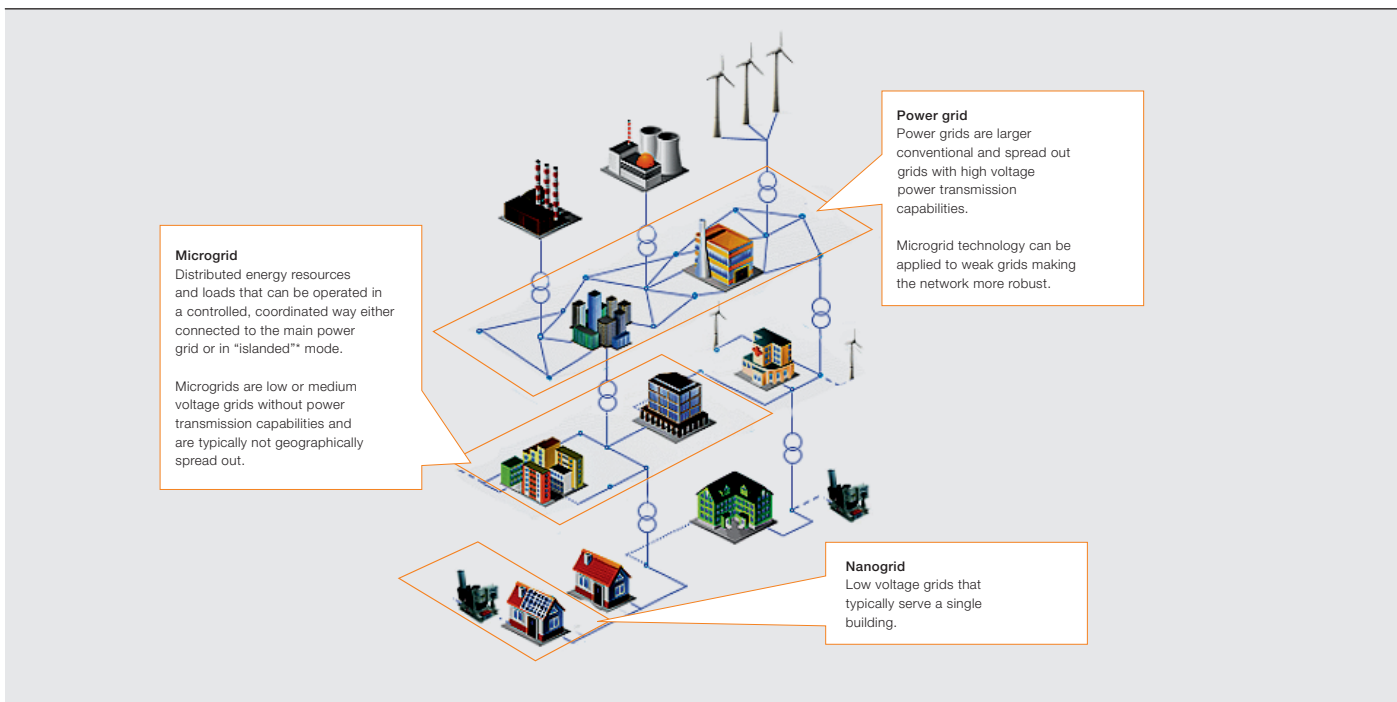 Power grid
Power grids are larger
conventional and spread out
grids with high voltage
power transmission
capabilities.
Microgrid technology can be
applied to weak grids making
the network more robust.
Microgrid
Distributed energy resources
and loads that can be operated in
a controlled, coordinated way either
connected to the main power
grid or in “islanded”* mode.
Microgrids are low or medium
voltage grids without power
transmission capabilities and
are typically not geographically
spread out.
Nanogrid
Low voltage grids that
typically serve a single
building.